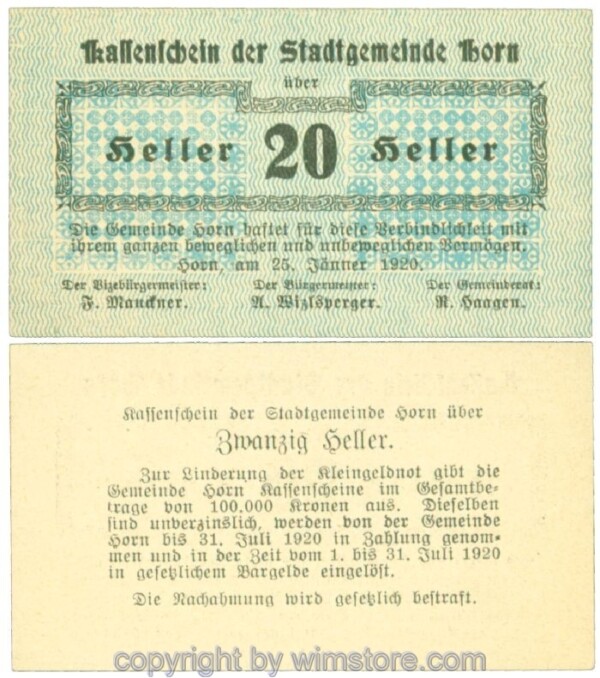 Kassenschein der Stadtgemeinde Horn
über
Heller 20 Heller
Die Gemeinde Horn haftet für diese Verbindlichkeit mit
ihrem ganzen beweglichen und unbeweglichen Vermögen.
Horn, am 25. Jänner 1920.
Der Vizebürgermeister: Der Bürgermeister: Der Gemeinderat:
F. Manckner. A. Wizlsperger. R. Haagen.
Kassenschein der Stadtgemeinde Horn über
Zwanzig Heller.
Zur Linderung der Kleingeldnot gibt die
Gemeinde Horn Kassenscheine im Gesamtbe-
trage von 100.000 Kronen aus. Dieselben
sind unverzinslich, werden von der Gemeinde
Horn bis 31. Juli 1920 in Zahlung genom-
men und in der Zeit vom 1. bis 31. Juli 1920
in gesetzlichem Bargelde eingelöst.
Die Nachahmung wird gesetzlich bestraft.
copyright by wimstore.com